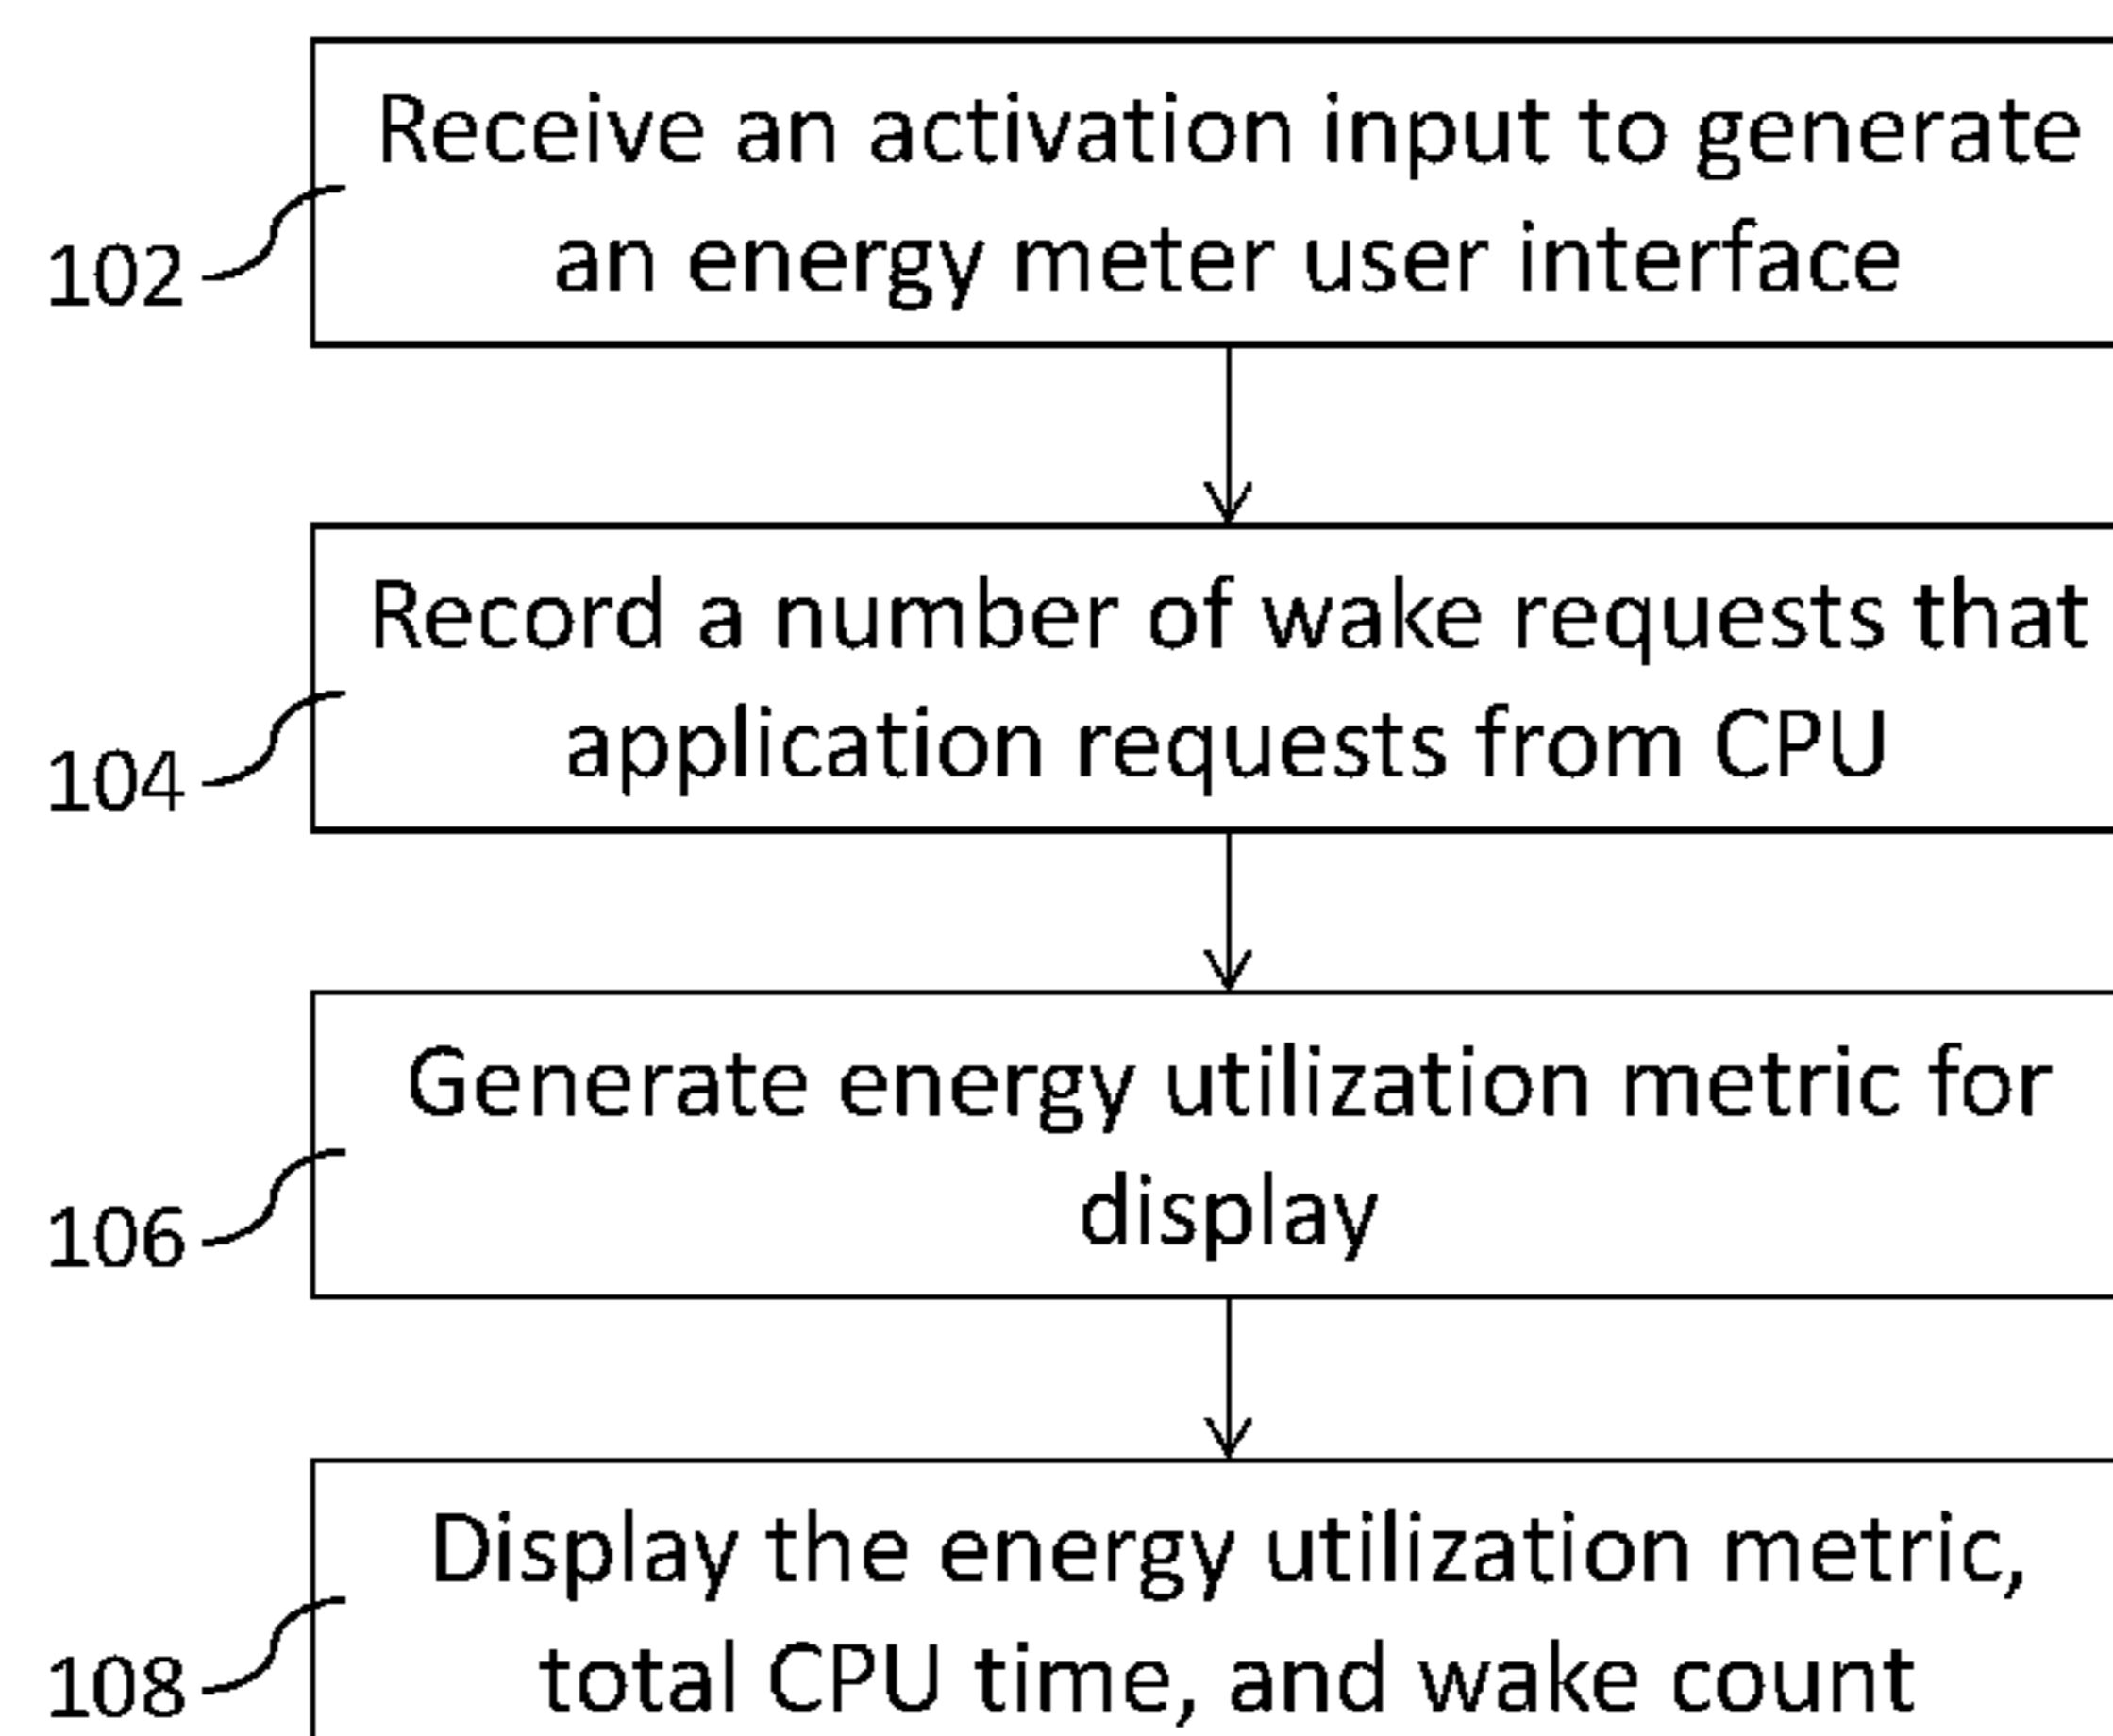 Receive an activation input to generate
an energy meter user interface
102
Record a number of wake requests that
application requests from CPU
104
Generate energy utilization metric for
display
106
Display the energy utilization metric,
total CPU time, and wake count
108